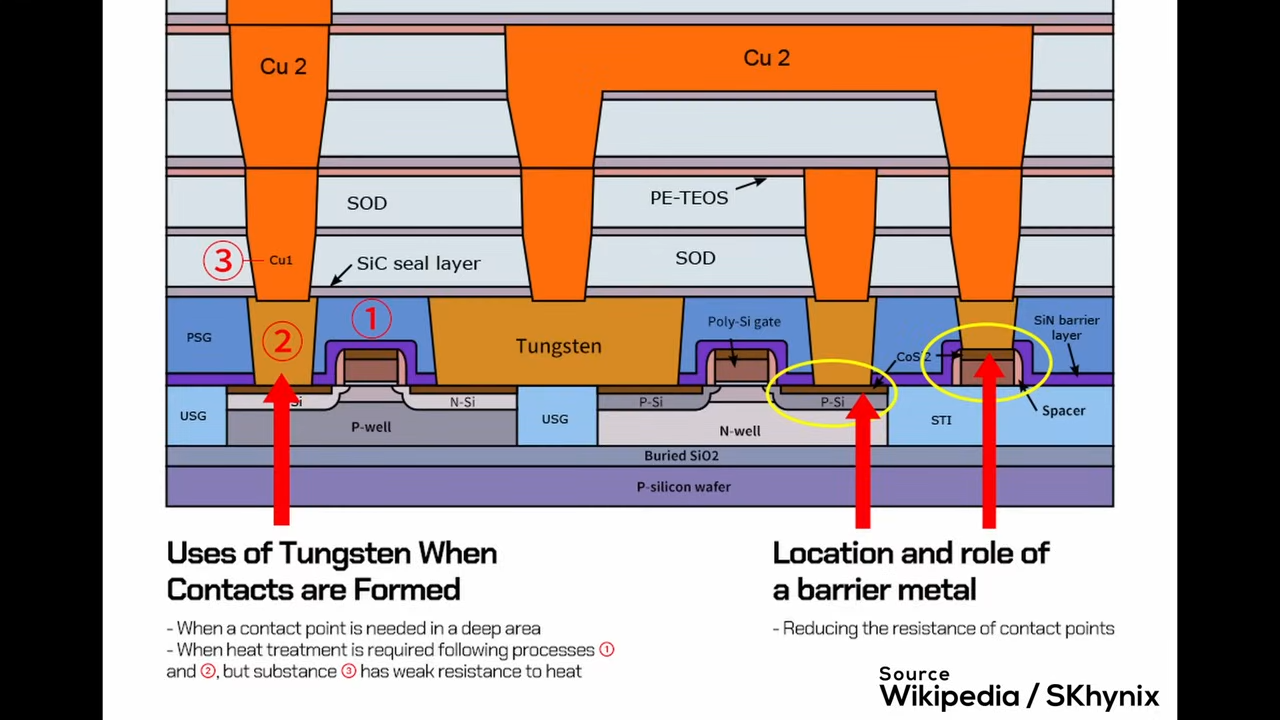 Cu 2
Cu 2
PE-TEOS
SOD
③
Cu1
SiC seal layer
SOD
①
②
PSG
Tungsten
Poly-Si gate
SiN barrier
layer
Si
N-Si
P-Si
P-Si
USG
USG
STI
Spacer
P-well
N-well
Buried SiO2
P-silicon wafer
Uses of Tungsten When
Contacts are Formed
- When a contact point is needed in a deep area
- When heat treatment is required following processes ①
and ②, but substance ③ has weak resistance to heat
Location and role of
a barrier metal
- Reducing the resistance of contact points
Source
Wikipedia / SKhynix